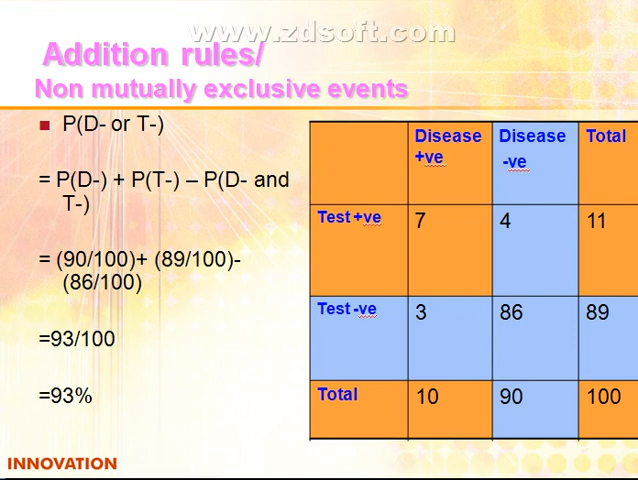 www.zdsoft.com
Addition rules/
Non mutually exclusive events
P(D- or T-)
= P(D-) + P(T-) – P(D- and
T-)
= (90/100)+ (89/100)-
(86/100)
=93/100
=93%
Disease +ve Disease -ve Total
Test +ve 7 4 11
Test -ve 3 86 89
Total 10 90 100
INNOVATION